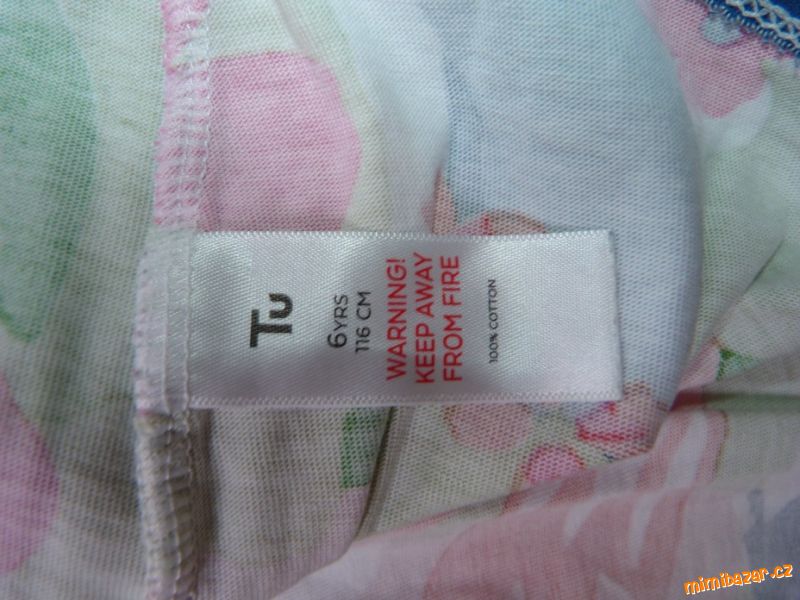 Tu
6YRS
116 CM
WARNING!
KEEP AWAY
FROM FIRE
100% COTTON
mimibazar.cz